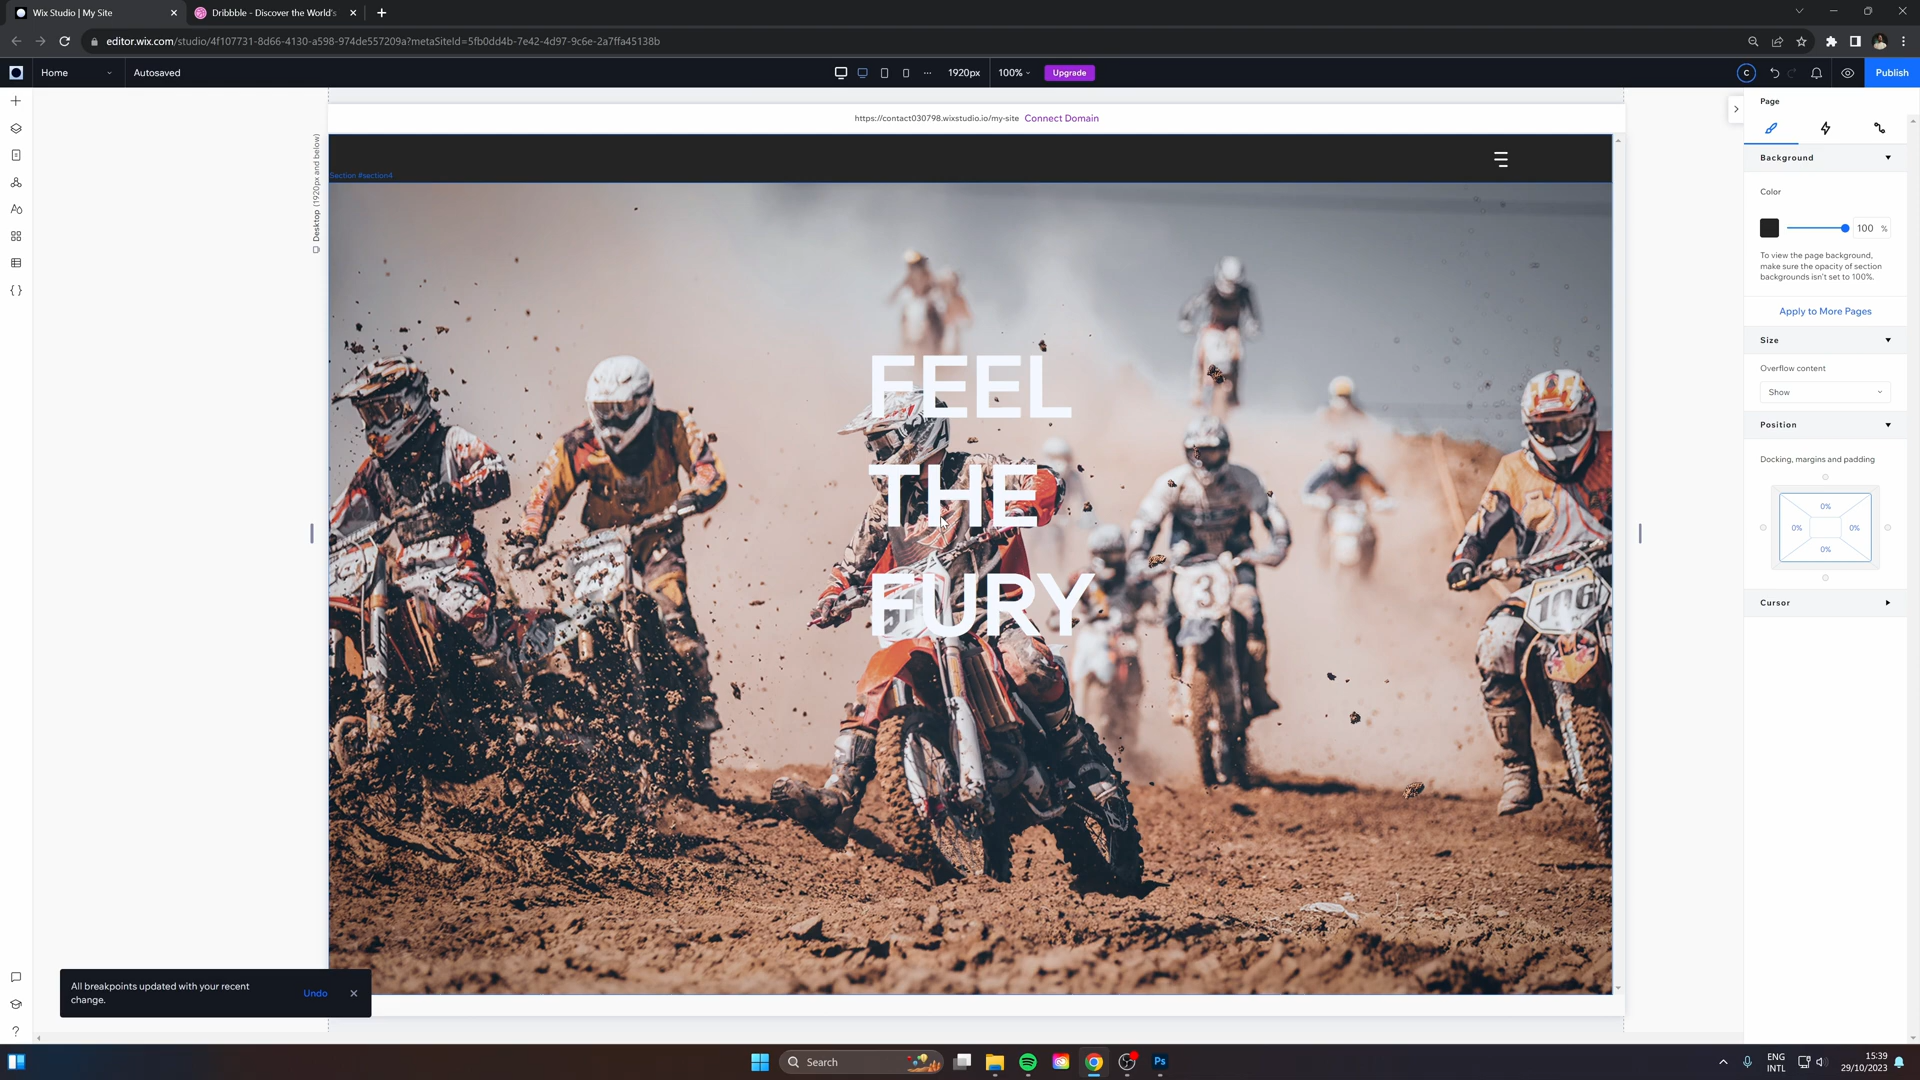 Wix Studio | My Site
Dribbble - Discover the World's
editor.wix.com/studio/4f107731-8d66-4130-a598-974de557209a?metaSiteId=5fb0dd4b-7e42-4d97-9c6e-2a7ffa45138b
Home
Autosaved
1920px
100%
Upgrade
C
Publish
https://contact030798.wixstudio.io/my-site Connect Domain
Desktop (1920px and below)
Section #section4
FEEL
THE
FURY
3
106
Page
Background
Color
100 %
To view the page background,
make sure the opacity of section
backgrounds isn't set to 100%.
Apply to More Pages
Size
Overflow content
Show
Position
Docking, margins and padding
0%
0%
0%
0%
Cursor
All breakpoints updated with your recent
change.
Undo
Search
Ps
ENG
INTL
15:39
29/10/2023